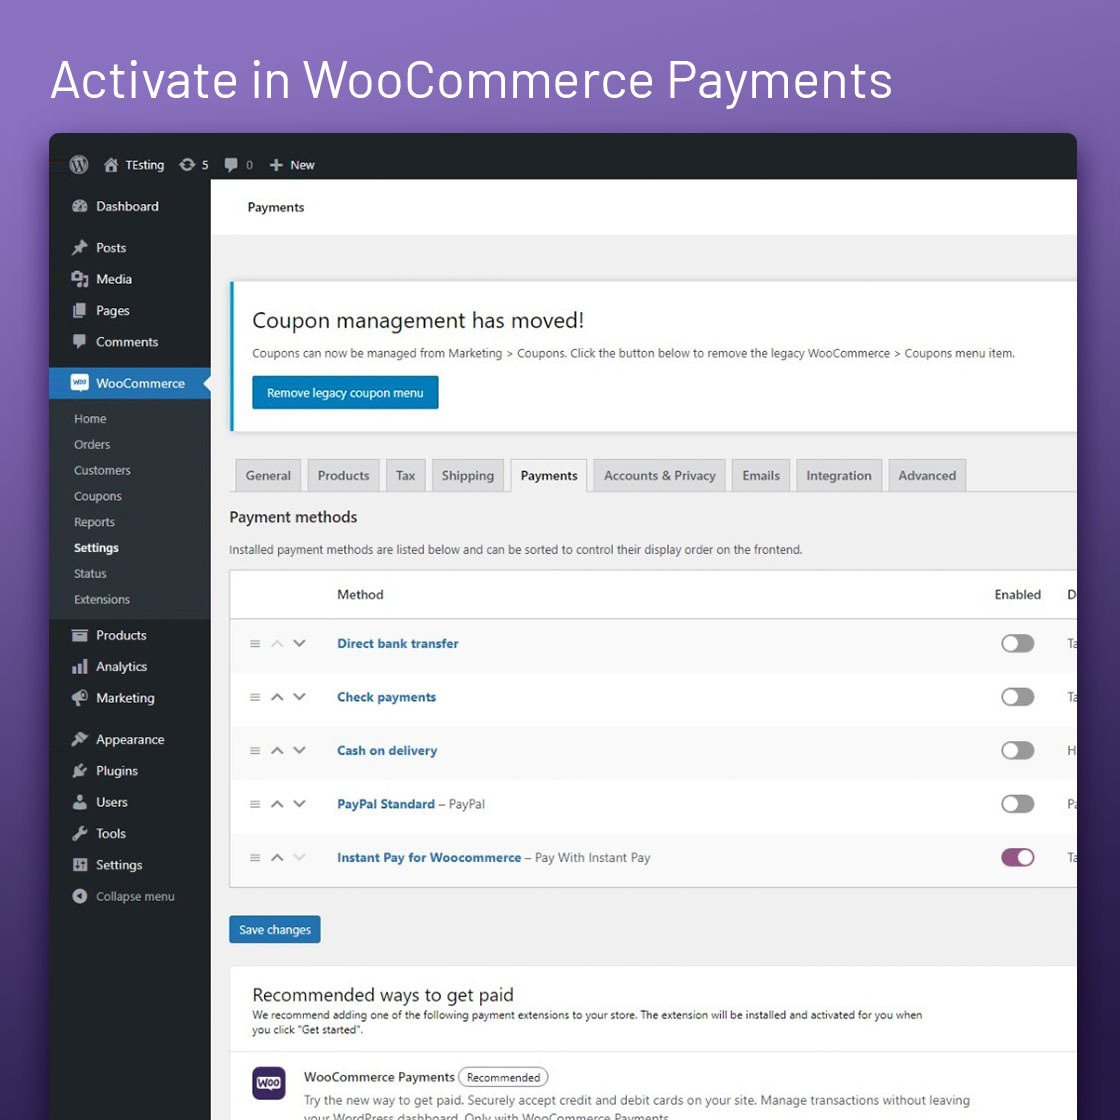 Activate in WooCommerce Payments
TEsting 5 0 New
Dashboard
Posts
Media
Pages
Comments
WooCommerce
Home
Orders
Customers
Coupons
Reports
Settings
Status
Extensions
Products
Analytics
Marketing
Appearance
Plugins
Users
Tools
Settings
Collapse menu
Payments
Coupon management has moved!
Coupons can now be managed from Marketing > Coupons. Click the button below to remove the legacy WooCommerce > Coupons menu item.
Remove legacy coupon menu
General Products Tax Shipping Payments Accounts & Privacy Emails Integration Advanced
Payment methods
Installed payment methods are listed below and can be sorted to control their display order on the frontend.
Method Enabled
Direct bank transfer
Check payments
Cash on delivery
PayPal Standard – PayPal
Instant Pay for Woocommerce – Pay With Instant Pay
Save changes
Recommended ways to get paid
We recommend adding one of the following payment extensions to your store. The extension will be installed and activated for you when
you click "Get started".
Woo WooCommerce Payments Recommended
Try the new way to get paid. Securely accept credit and debit cards on your site. Manage transactions without leaving
your WordPress dashboard. Only with WooCommerce Payments.